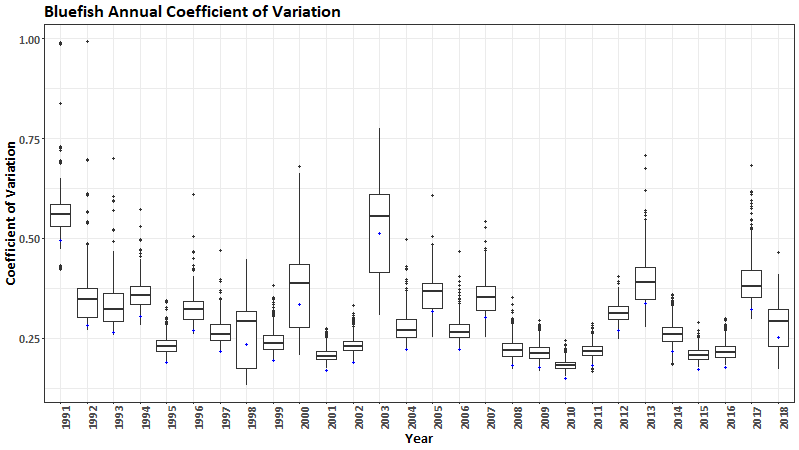 Bluefish Annual Coefficient of Variation
Coefficient of Variation
1.00
0.75
0.50
0.25
1991 1992 1993 1994 1995 1996 1997 1998 1999 2000 2001 2002 2003 2004 2005 2006 2007 2008 2009 2010 2011 2012 2013 2014 2015 2016 2017 2018
Year